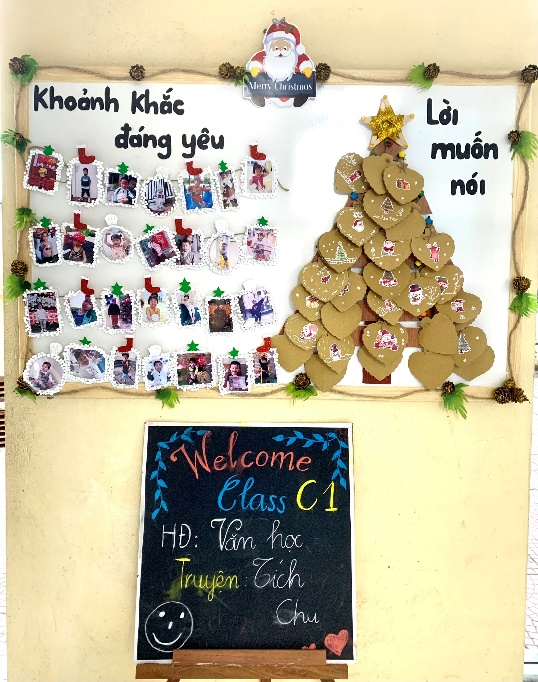 Merry Christmas
Khoảnh Khắc
đáng yêu
Lời
muốn
nói
Welcome
Class C1
HĐ: Văn học
Truyện: Tích
Chu